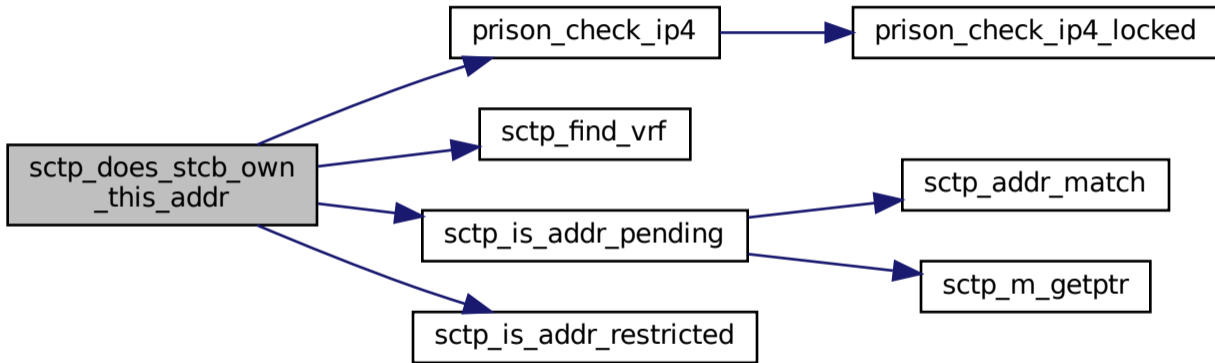 prison_check_ip4
prison_check_ip4_locked
sctp_find_vrf
sctp_does_stcb_own
_this_addr
sctp_addr_match
sctp_is_addr_pending
sctp_m_getptr
sctp_is_addr_restricted